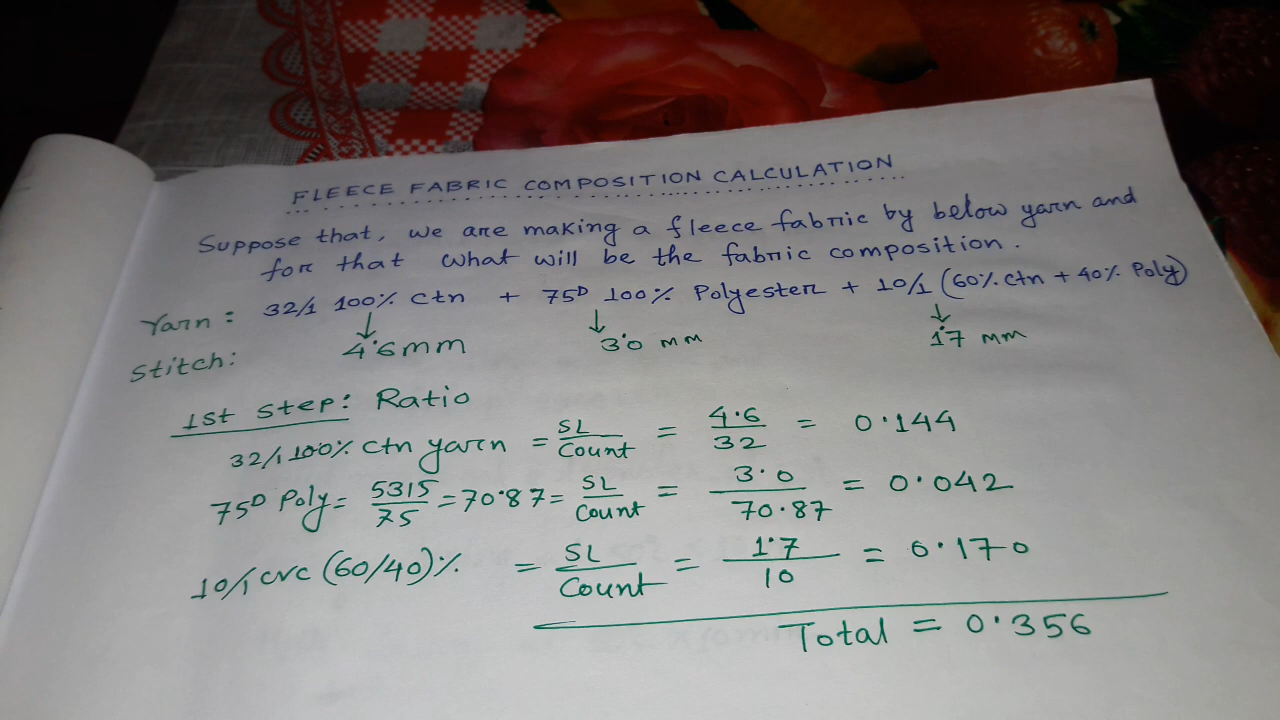 FLEECE FABRIC COMPOSITION CALCULATION
Suppose that, we are making a fleece fabric by below yarn and
for that what will be the fabric composition.
Yarn: 32/1 100% Ctn + 75D 100% Polyester + 10/1 (60% Ctn + 40% Poly)
Stitch: 4.6mm 3.0 mm 1.7 mm
1st Step: Ratio
32/1 100% Ctn yarn = SL/Count = 4.6/32 = 0.144
75D Poly = 5315/75 = 70.87 = SL/Count = 3.0/70.87 = 0.042
10/1 CVC (60/40)% = SL/Count = 1.7/10 = 0.170
Total = 0.356